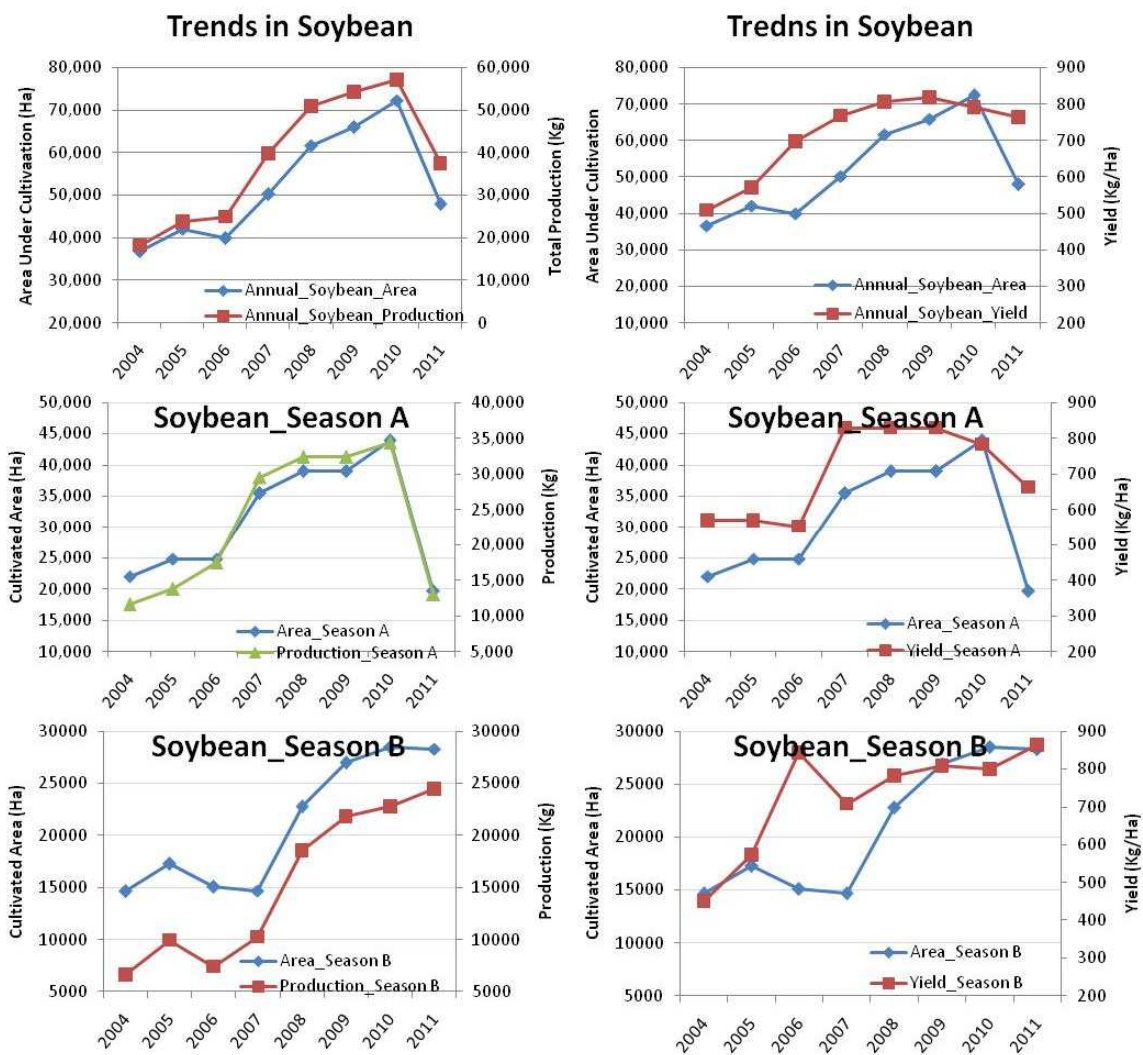 Trends in Soybean
80,000
70,000
60,000
50,000
40,000
30,000
20,000
Area Under Cultivaation (Ha)
60,000
50,000
40,000
30,000
20,000
10,000
0
Total Production (Kg)
Annual_Soybean_Area
Annual_Soybean_Production
2004 2005 2006 2007 2008 2009 2010 2011
Tredns in Soybean
80,000
70,000
60,000
50,000
40,000
30,000
20,000
10,000
Area Under Cultivation
900
800
700
600
500
400
300
200
Yield (Kg/Ha)
Annual_Soybean_Area
Annual_Soybean_Yield
2004 2005 2006 2007 2008 2009 2010 2011
Soybean_Season A
50,000
45,000
40,000
35,000
30,000
25,000
20,000
15,000
10,000
Cultivated Area (Ha)
40,000
35,000
30,000
25,000
20,000
15,000
10,000
5,000
Production (Kg)
Area_Season A
Production_Season A
2004 2005 2006 2007 2008 2009 2010 2011
Soybean_Season A
50,000
45,000
40,000
35,000
30,000
25,000
20,000
15,000
10,000
Cultivated Area (Ha)
900
800
700
600
500
400
300
200
Yield (Kg/Ha)
Area_Season A
Yield_Season A
2004 2005 2006 2007 2008 2009 2010 2011
Soybean_Season B
30000
25000
20000
15000
10000
5000
Cultivated Area (Ha)
30000
25000
20000
15000
10000
5000
Production (Kg)
Area_Season B
Production_Season B
2004 2005 2006 2007 2008 2009 2010 2011
Soybean_Season B
30000
25000
20000
15000
10000
5000
Cultivated Area (Ha)
900
800
700
600
500
400
300
200
Yield (Kg/Ha)
Area_Season B
Yield_Season B
2004 2005 2006 2007 2008 2009 2010 2011